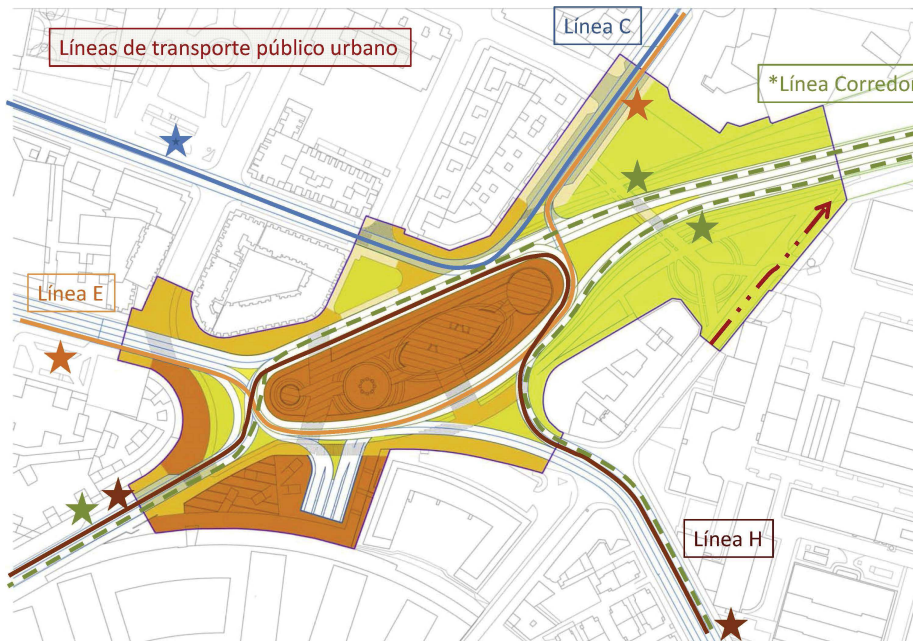 Línea C
Líneas de transporte público urbano
*Línea Corredor
Línea E
Línea H